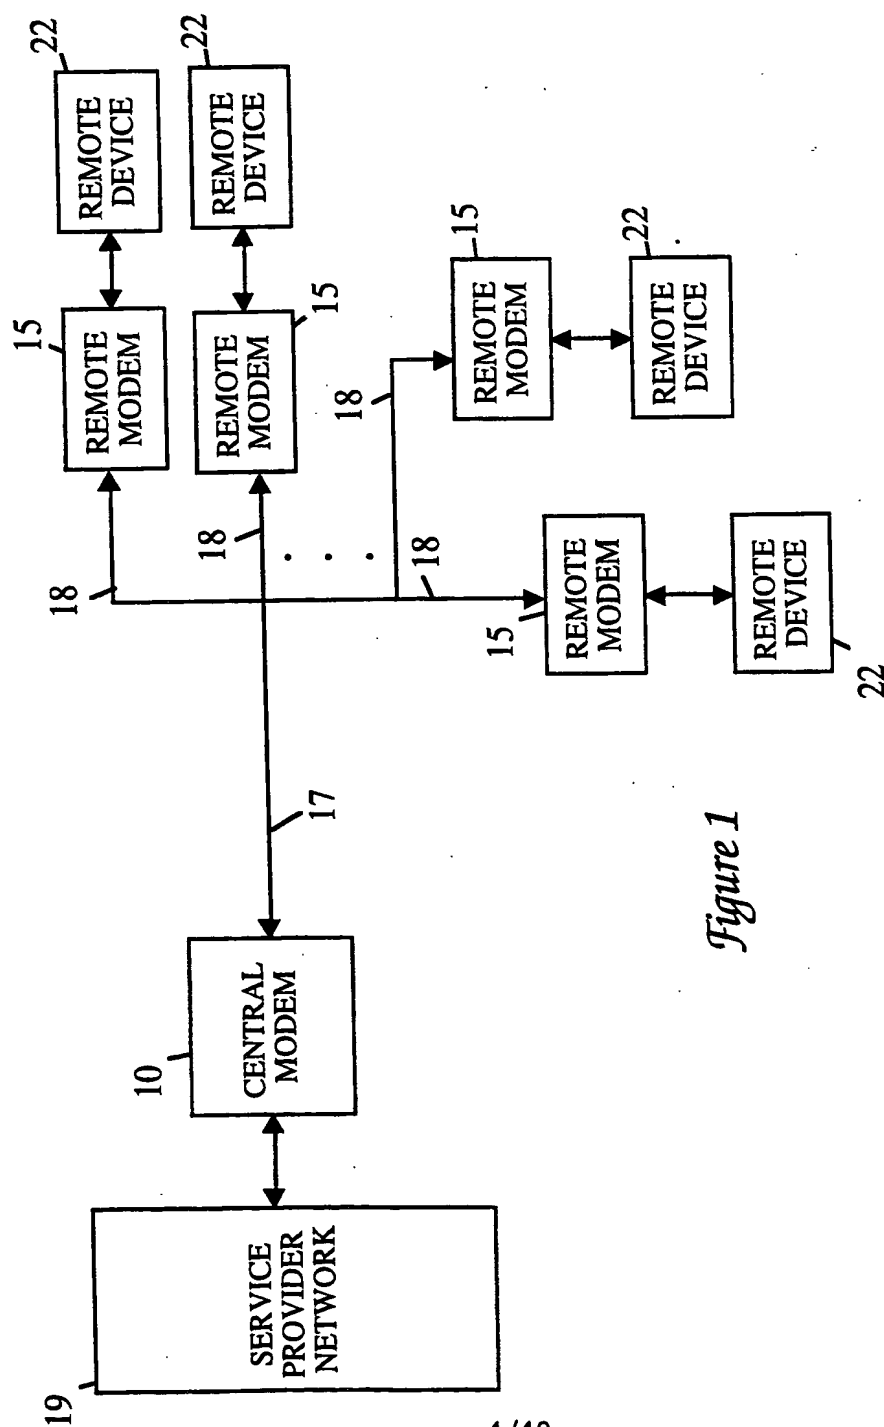 19
SERVICE
PROVIDER
NETWORK
10
CENTRAL
MODEM
17
18
15
REMOTE
MODEM
22
REMOTE
DEVICE
18
15
REMOTE
MODEM
22
REMOTE
DEVICE
. . .
18
15
REMOTE
MODEM
22
REMOTE
DEVICE
18
15
REMOTE
MODEM
22
REMOTE
DEVICE
Figure 1